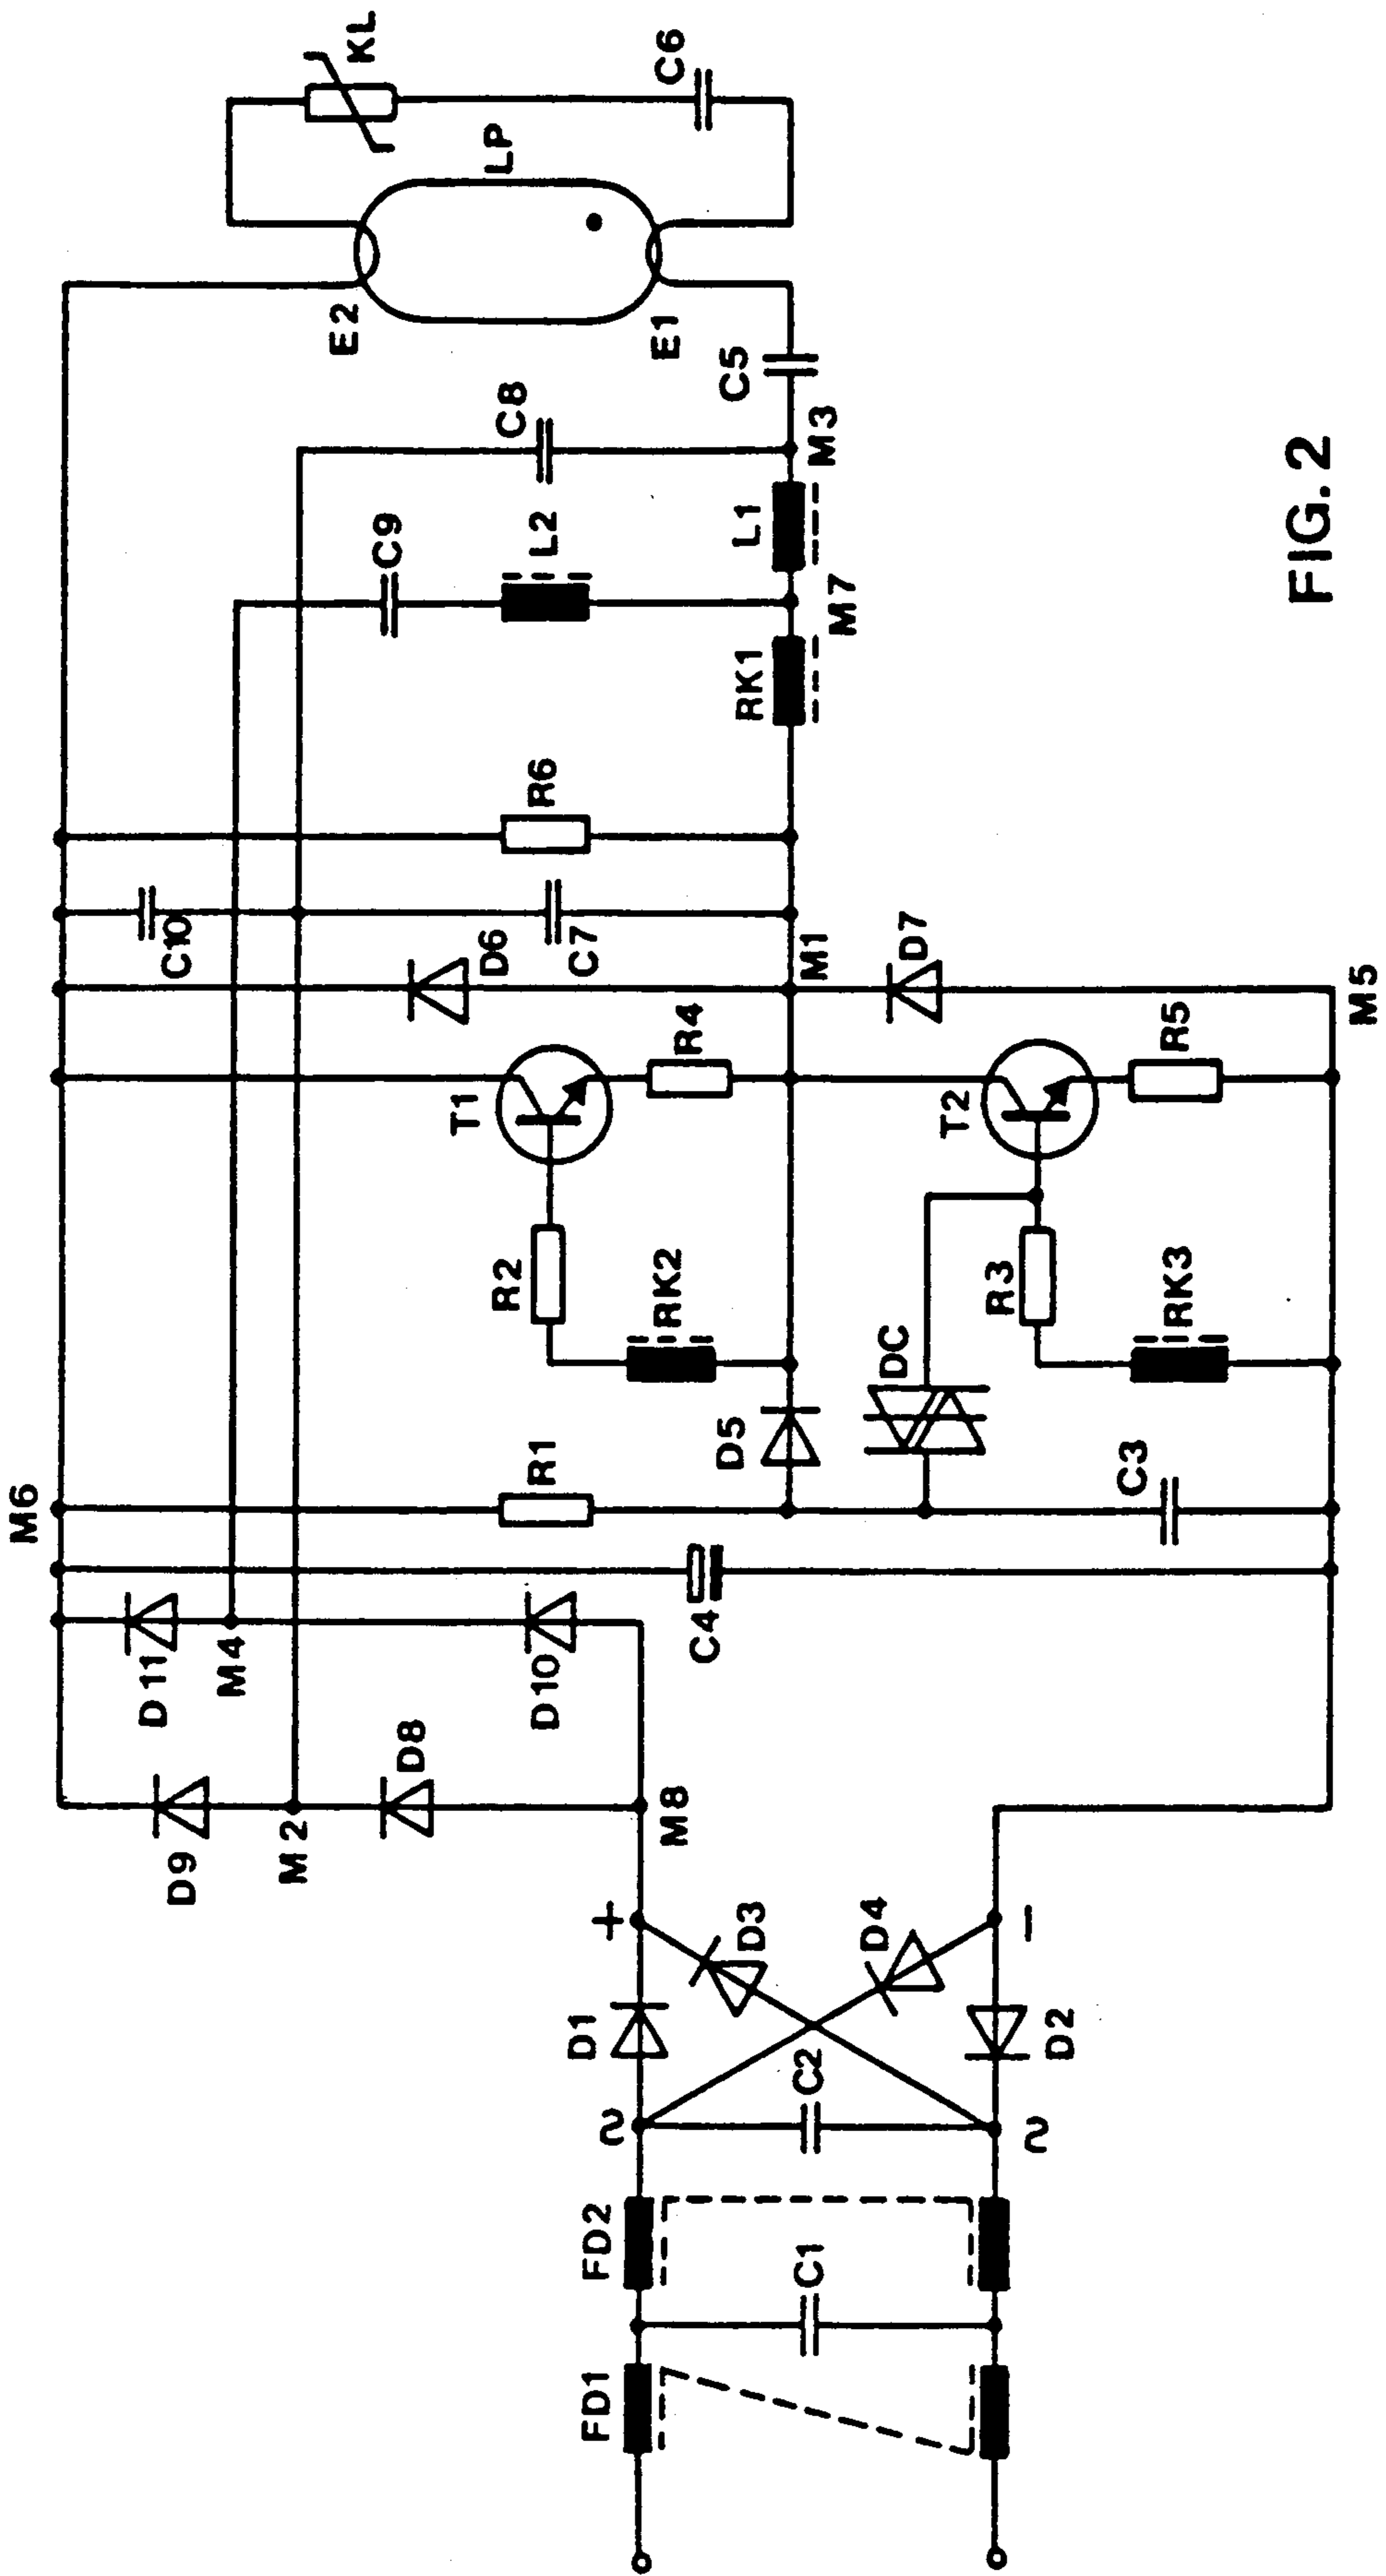 M6
D9
D11
M4
M2
D8
D10
M8
C4
R1
D5
DC
C3
R2
RK2
R3
RK3
T1
R4
T2
R5
D6
C10
C7
M1
D7
M5
R6
RK1
M7
L1
M3
C9
L2
C8
C5
E2
E1
LP
KL
C6
FD1
C1
FD2
C2
~
~
D1
D3
D4
D2
+
−
FIG. 2